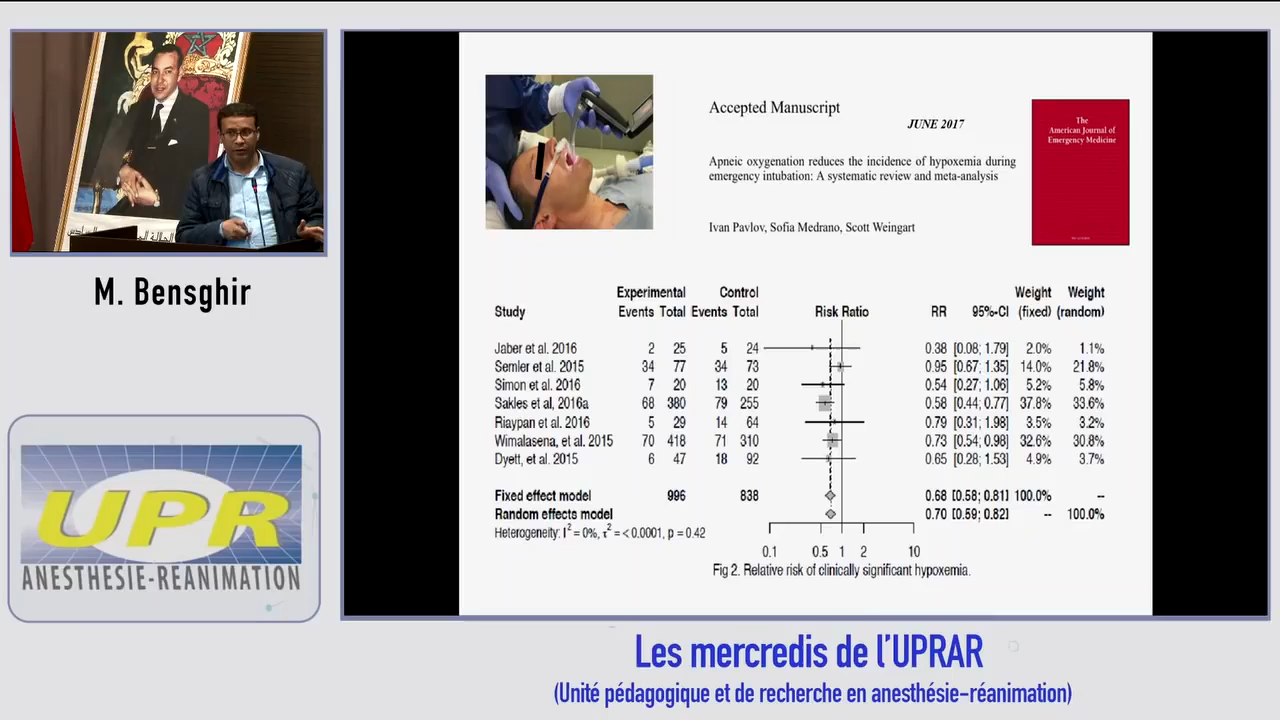 M. Bensghir
UPR
ANESTHESIE-REANIMATION
Accepted Manuscript
JUNE 2017
Apneic oxygenation reduces the incidence of hypoxemia during
emergency intubation: A systematic review and meta-analysis
Ivan Pavlov, Sofia Medrano, Scott Weingart
The
American Journal of
Emergency Medicine
Experimental Control Weight Weight
Study Events Total Events Total Risk Ratio RR 95%-CI (fixed) (random)
Jaber et al. 2016 2 25 5 24 0.38 [0.08; 1.79] 2.0% 1.1%
Semler et al. 2015 34 77 34 73 0.95 [0.67; 1.35] 14.0% 21.8%
Simon et al. 2016 7 20 13 20 0.54 [0.27; 1.06] 5.2% 5.8%
Sakles et al, 2016a 68 380 79 255 0.58 [0.44; 0.77] 37.8% 33.6%
Riaypan et al. 2016 5 29 14 64 0.79 [0.31; 1.98] 3.5% 3.2%
Wimalasena, et al. 2015 70 418 71 310 0.73 [0.54; 0.98] 32.6% 30.8%
Dyett, et al. 2015 6 47 18 92 0.65 [0.28; 1.53] 4.9% 3.7%
Fixed effect model 996 838 0.68 [0.58; 0.81] 100.0% --
Random effects model 0.70 [0.59; 0.82] -- 100.0%
Heterogeneity: I² = 0%, τ² = < 0.0001, p = 0.42
0.1 0.5 1 2 10
Fig 2. Relative risk of clinically significant hypoxemia.
Les mercredis de l'UPRAR
(Unité pédagogique et de recherche en anesthésie-réanimation)